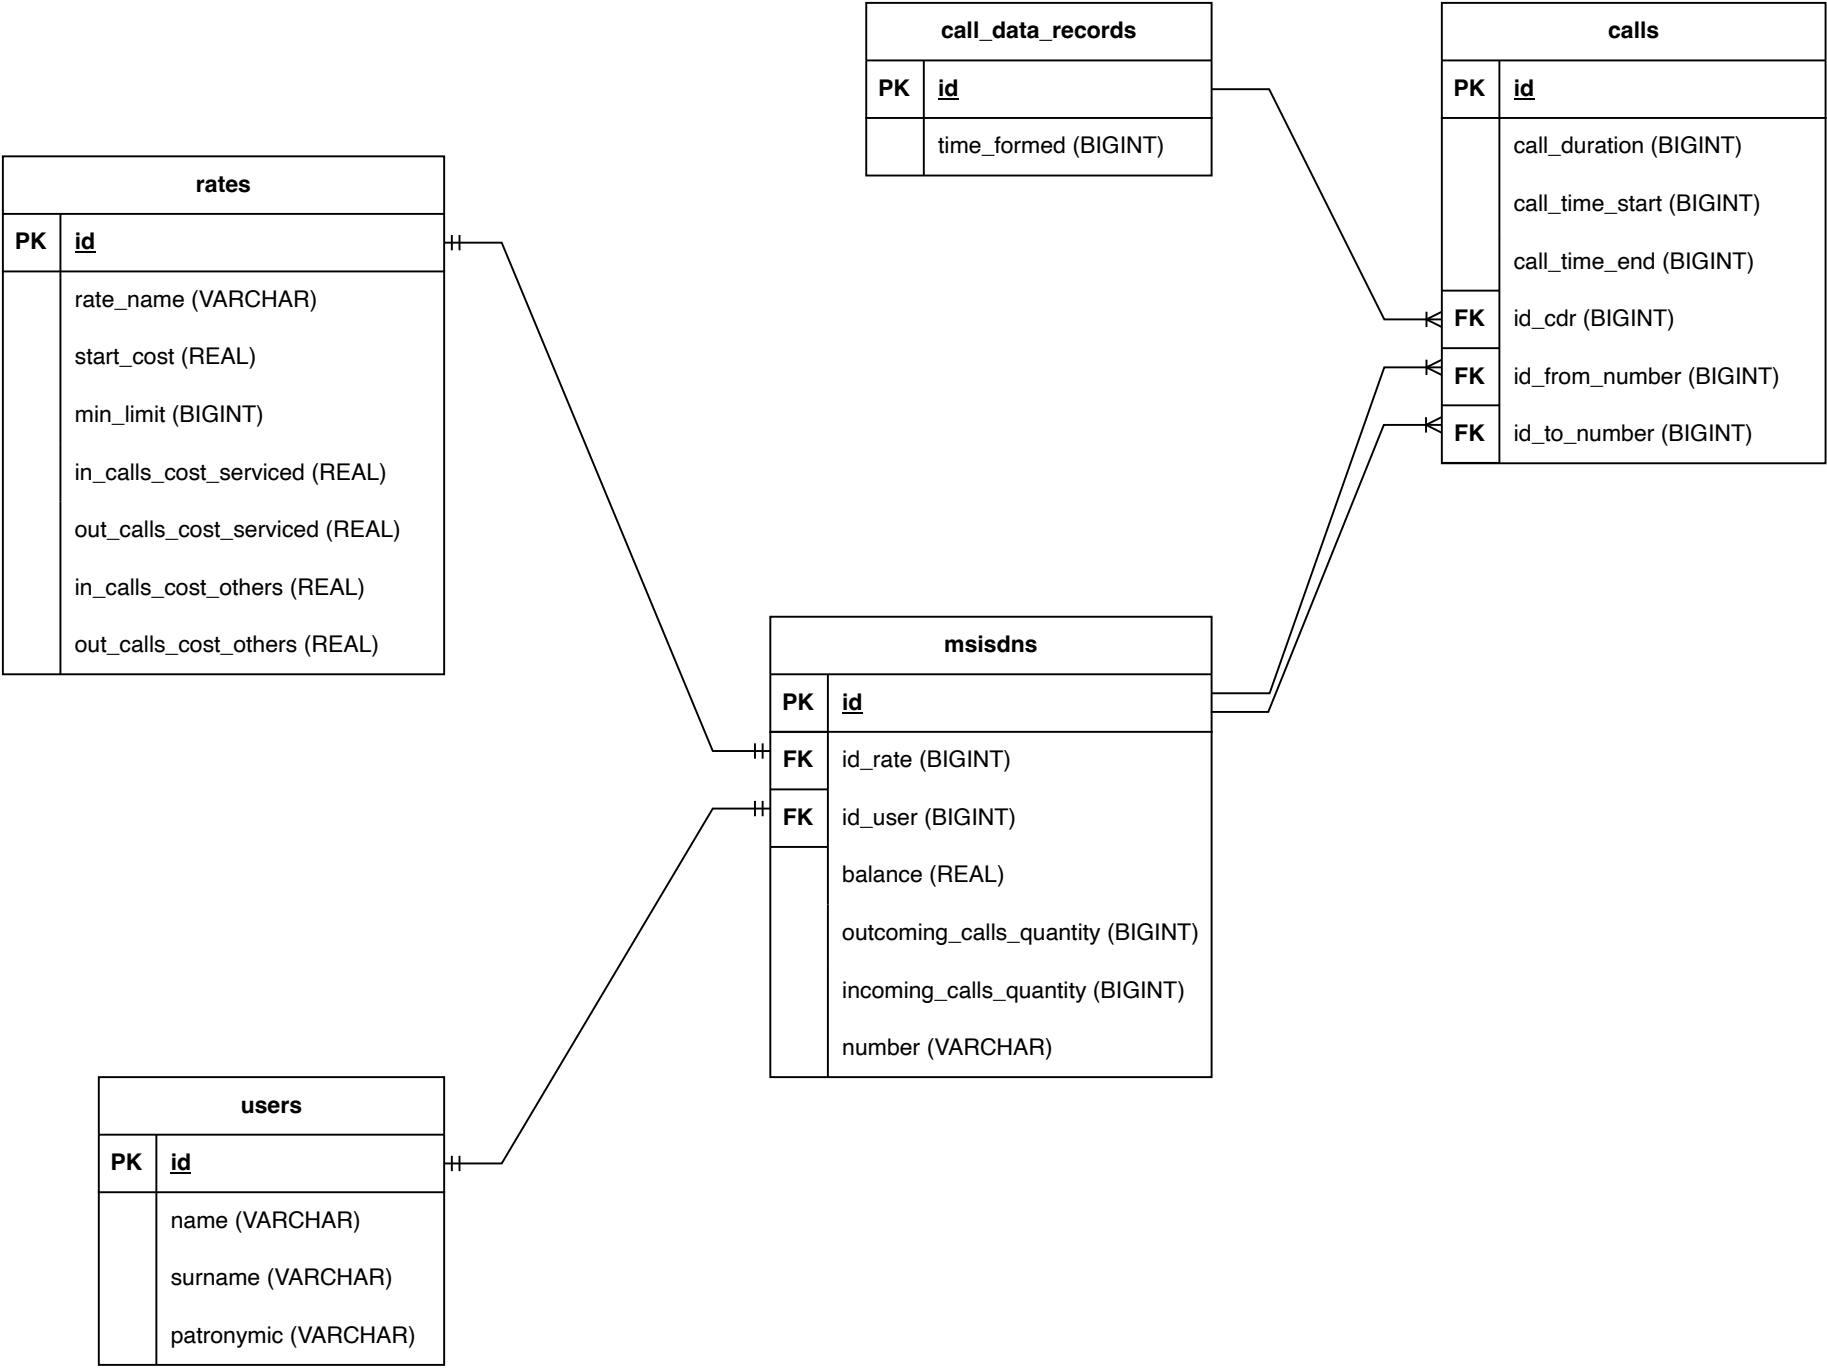 call_data_records
PK id
time_formed (BIGINT)
calls
PK id
call_duration (BIGINT)
call_time_start (BIGINT)
call_time_end (BIGINT)
FK id_cdr (BIGINT)
FK id_from_number (BIGINT)
FK id_to_number (BIGINT)
rates
PK id
rate_name (VARCHAR)
start_cost (REAL)
min_limit (BIGINT)
in_calls_cost_serviced (REAL)
out_calls_cost_serviced (REAL)
in_calls_cost_others (REAL)
out_calls_cost_others (REAL)
msisdns
PK id
FK id_rate (BIGINT)
FK id_user (BIGINT)
balance (REAL)
outcoming_calls_quantity (BIGINT)
incoming_calls_quantity (BIGINT)
number (VARCHAR)
users
PK id
name (VARCHAR)
surname (VARCHAR)
patronymic (VARCHAR)